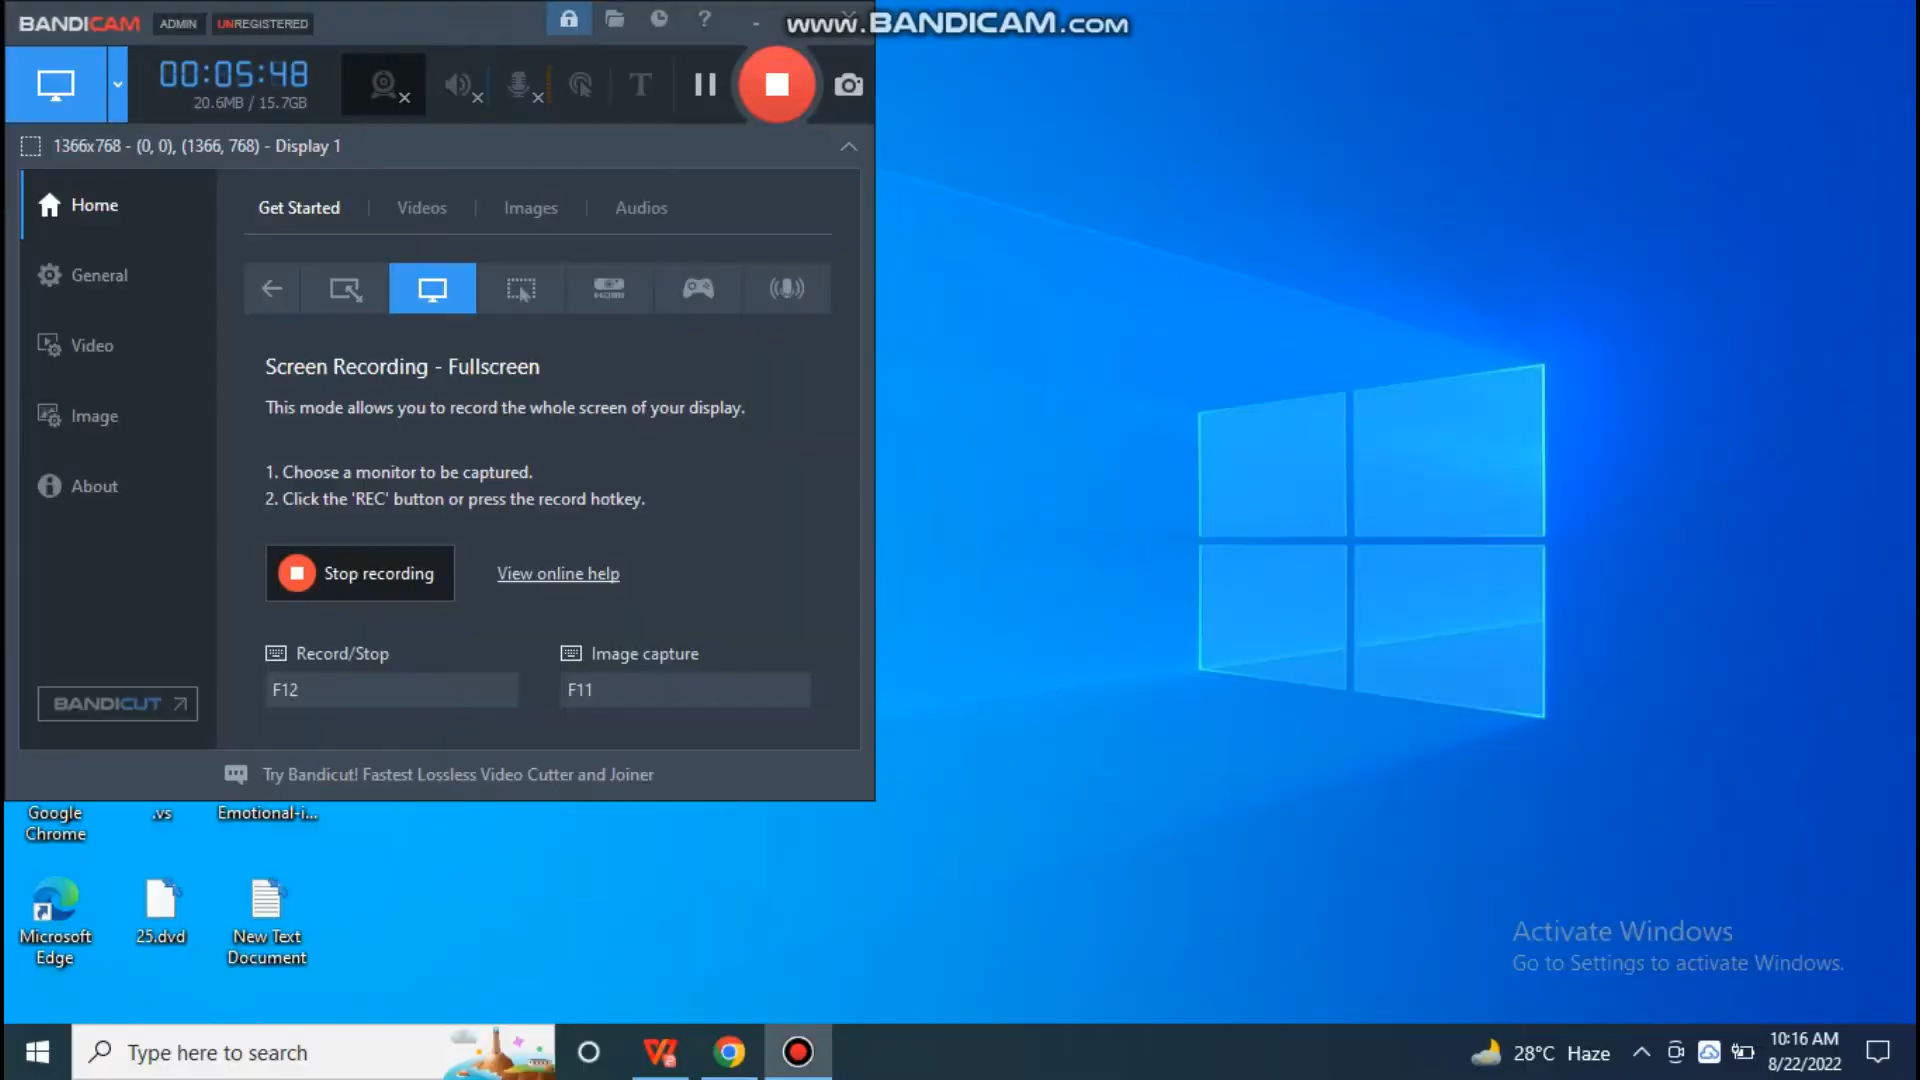 BANDICAM ADMIN UNREGISTERED
www.BANDICAM.com
00:05:48
20.6MB / 15.7GB
T
1366x768 - (0, 0), (1366, 768) - Display 1
Home
General
Video
Image
About
BANDICUT
Get Started | Videos | Images | Audios
HDMI
Screen Recording - Fullscreen
This mode allows you to record the whole screen of your display.
1. Choose a monitor to be captured.
2. Click the 'REC' button or press the record hotkey.
Stop recording
View online help
Record/Stop
Image capture
F12
F11
Try Bandicut! Fastest Lossless Video Cutter and Joiner
Google
Chrome
.vs
Emotional-i...
Microsoft
Edge
25.dvd
New Text
Document
Activate Windows
Go to Settings to activate Windows.
Type here to search
28°C Haze
10:16 AM
8/22/2022